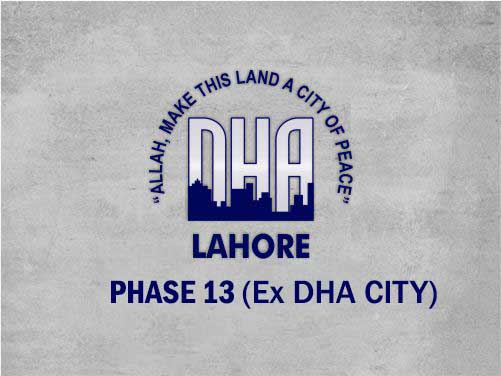 "ALLAH, MAKE THIS LAND A CITY OF PEACE"
DHA
LAHORE
PHASE 13 (Ex DHA CITY)